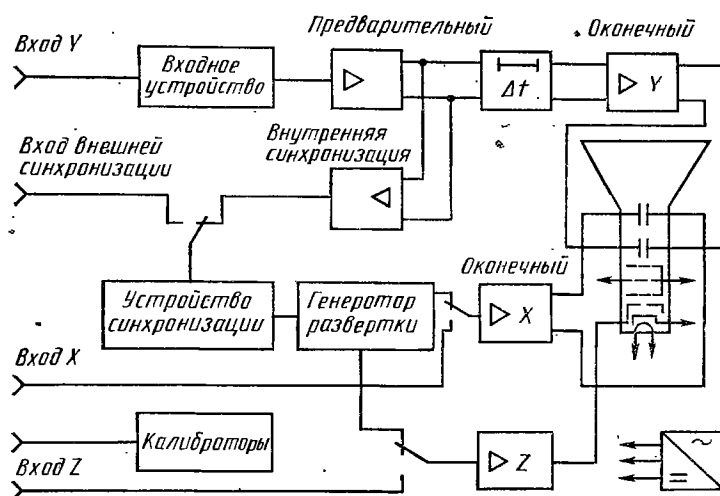 Вход Y
Входное
устройство
Предварительный
Δt
Оконечный
Y
Вход внешней
синхронизации
Внутренняя
синхронизация
Устройство
синхронизации
Генератор
развертки
Оконечный
X
Вход X
Калибраторы
Вход Z
Z